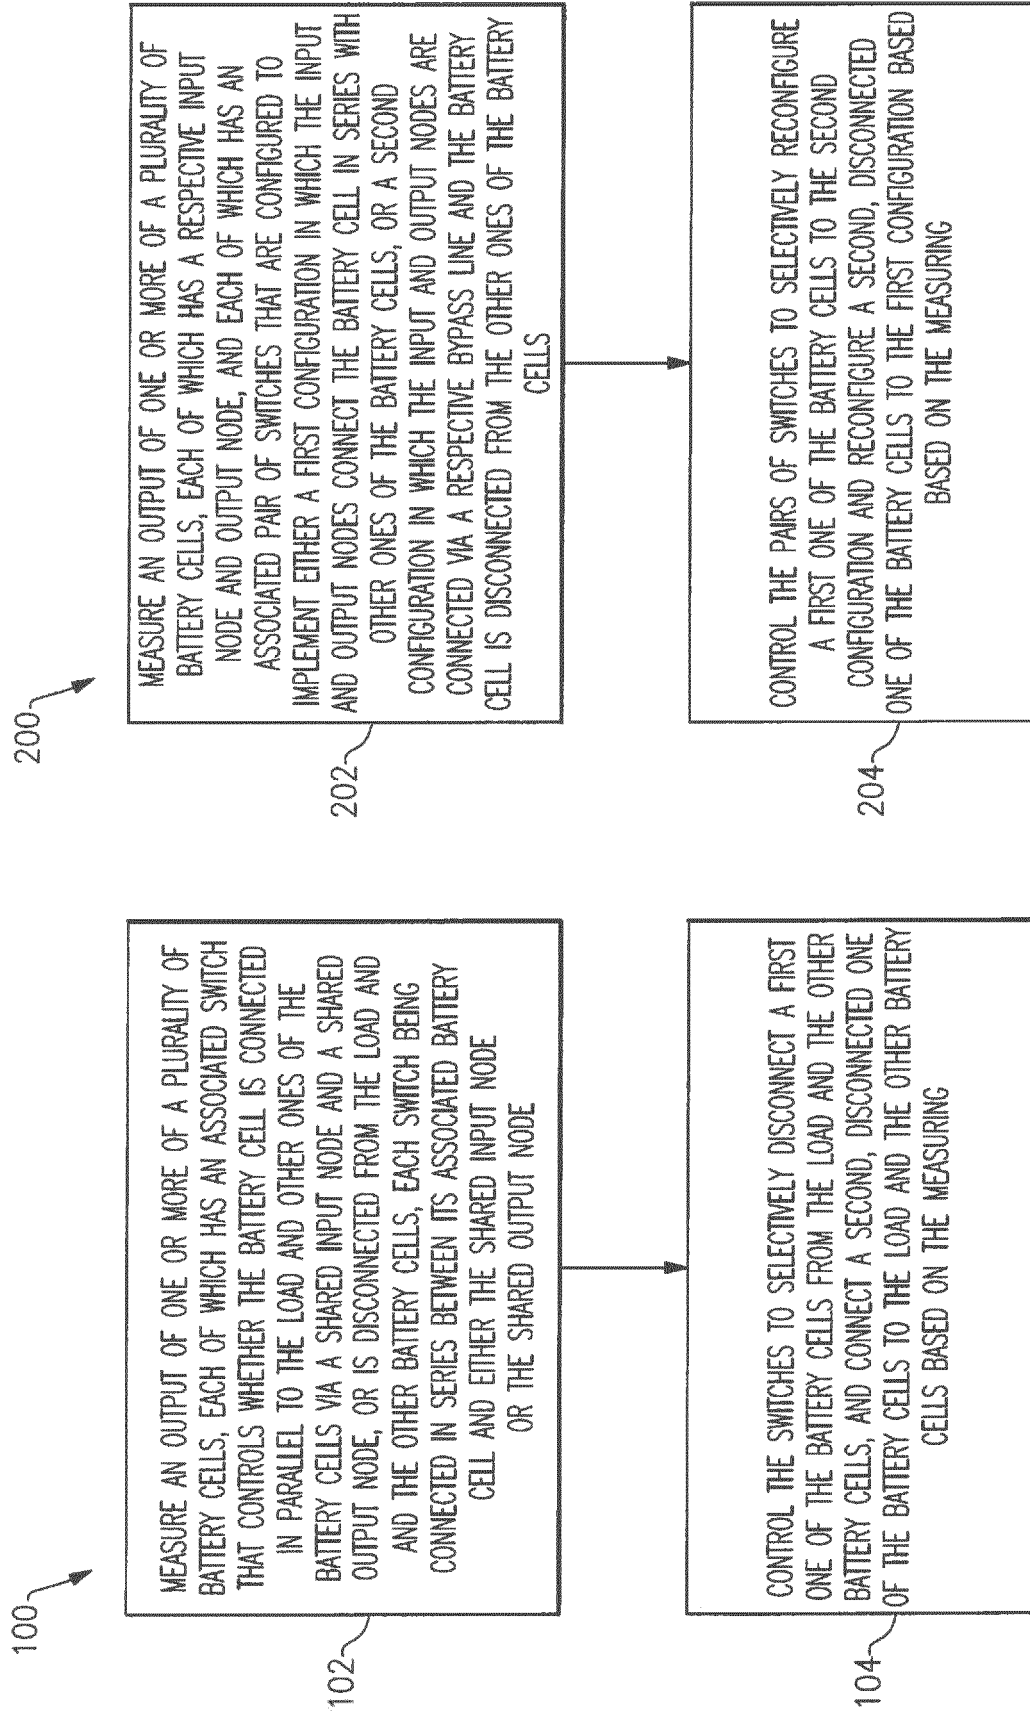 100
102
MEASURE AN OUTPUT OF ONE OR MORE OF A PLURALITY OF
BATTERY CELLS, EACH OF WHICH HAS AN ASSOCIATED SWITCH
THAT CONTROLS WHETHER THE BATTERY CELL IS CONNECTED
IN PARALLEL TO THE LOAD AND OTHER ONES OF THE
BATTERY CELLS VIA A SHARED INPUT NODE AND A SHARED
OUTPUT NODE, OR IS DISCONNECTED FROM THE LOAD AND
AND THE OTHER BATTERY CELLS, EACH SWITCH BEING
CONNECTED IN SERIES BETWEEN ITS ASSOCIATED BATTERY
CELL AND EITHER THE SHARED INPUT NODE
OR THE SHARED OUTPUT NODE
104
CONTROL THE SWITCHES TO SELECTIVELY DISCONNECT A FIRST
ONE OF THE BATTERY CELLS FROM THE LOAD AND THE OTHER
BATTERY CELLS, AND CONNECT A SECOND, DISCONNECTED ONE
OF THE BATTERY CELLS TO THE LOAD AND THE OTHER BATTERY
CELLS BASED ON THE MEASURING
200
202
MEASURE AN OUTPUT OF ONE OR MORE OF A PLURALITY OF
BATTERY CELLS, EACH OF WHICH HAS A RESPECTIVE INPUT
NODE AND OUTPUT NODE, AND EACH OF WHICH HAS AN
ASSOCIATED PAIR OF SWITCHES THAT ARE CONFIGURED TO
IMPLEMENT EITHER A FIRST CONFIGURATION IN WHICH THE INPUT
AND OUTPUT NODES CONNECT THE BATTERY CELL IN SERIES WITH
OTHER ONES OF THE BATTERY CELLS, OR A SECOND
CONFIGURATION IN WHICH THE INPUT AND OUTPUT NODES ARE
CONNECTED VIA A RESPECTIVE BYPASS LINE AND THE BATTERY
CELL IS DISCONNECTED FROM THE OTHER ONES OF THE BATTERY
CELLS
204
CONTROL THE PAIRS OF SWITCHES TO SELECTIVELY RECONFIGURE
A FIRST ONE OF THE BATTERY CELLS TO THE SECOND
CONFIGURATION AND RECONFIGURE A SECOND, DISCONNECTED
ONE OF THE BATTERY CELLS TO THE FIRST CONFIGURATION BASED
BASED ON THE MEASURING